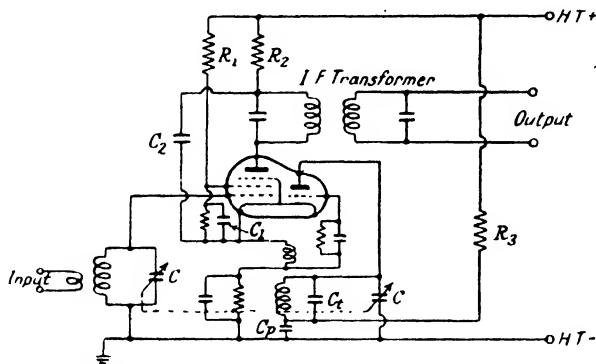 HT+
R1
R2
I F Transformer
C2
Output
C1
R3
Input
C
Ct
C
Cp
HT-